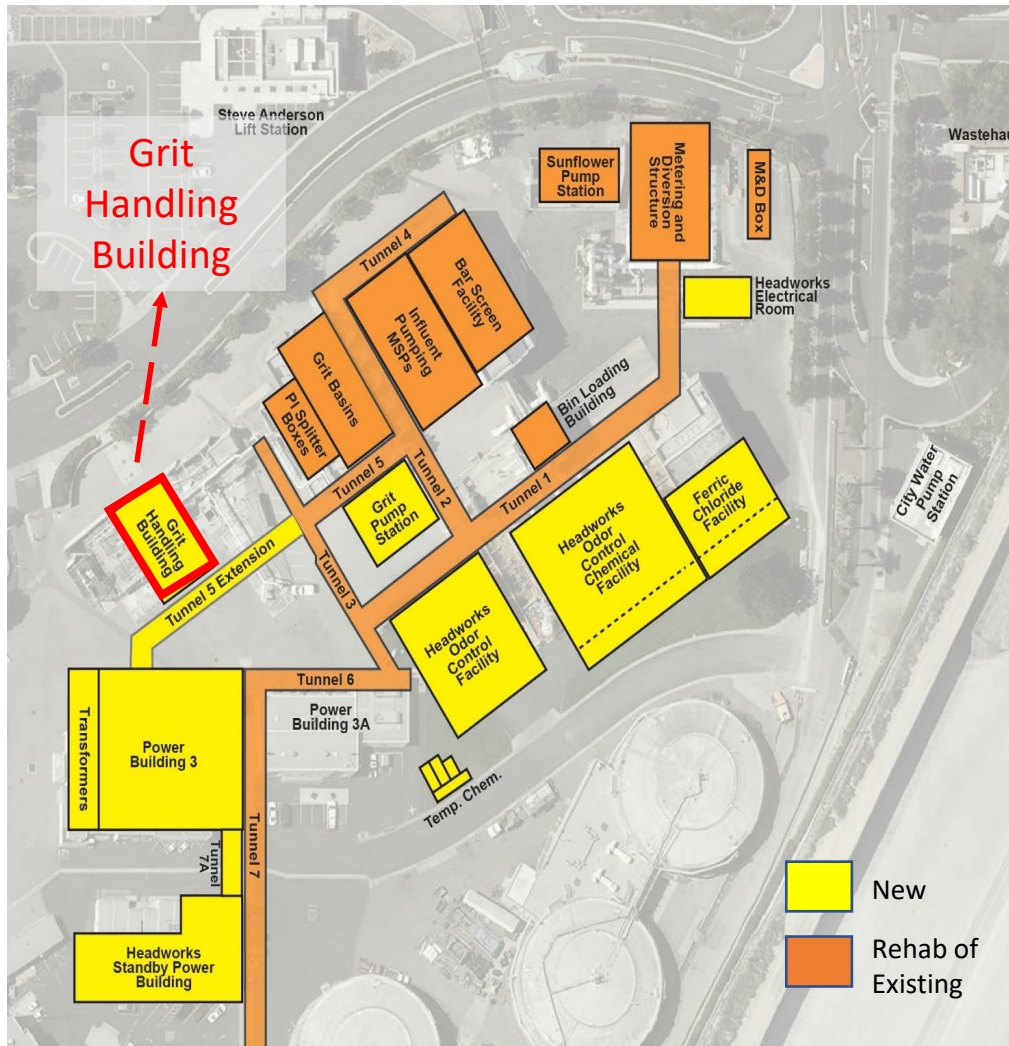 Steve Anderson
Lift Station
Grit
Handling
Building
Sunflower
Pump
Station
Metering and
Diversion
Structure
M&D Box
Wastehau
Tunnel 4
Bar Screen
Facility
Influent
Pumping
MSPs
Headworks
Electrical
Room
Grit Basins
PI Splitter
Boxes
Bin Loading
Building
Tunnel 5
Tunnel 2
Tunnel 1
Grit
Pump
Station
Ferric
Chloride
Facility
City Water
Pump
Station
Grit
Handling
Building
Headworks
Odor
Control
Chemical
Facility
Tunnel 5 Extension
Tunnel 3
Headworks
Odor
Control
Facility
Tunnel 6
Power
Building 3A
Transformers
Power
Building 3
Temp. Chem.
Tunnel
7A
Tunnel 7
New
Headworks
Standby Power
Building
Rehab of
Existing